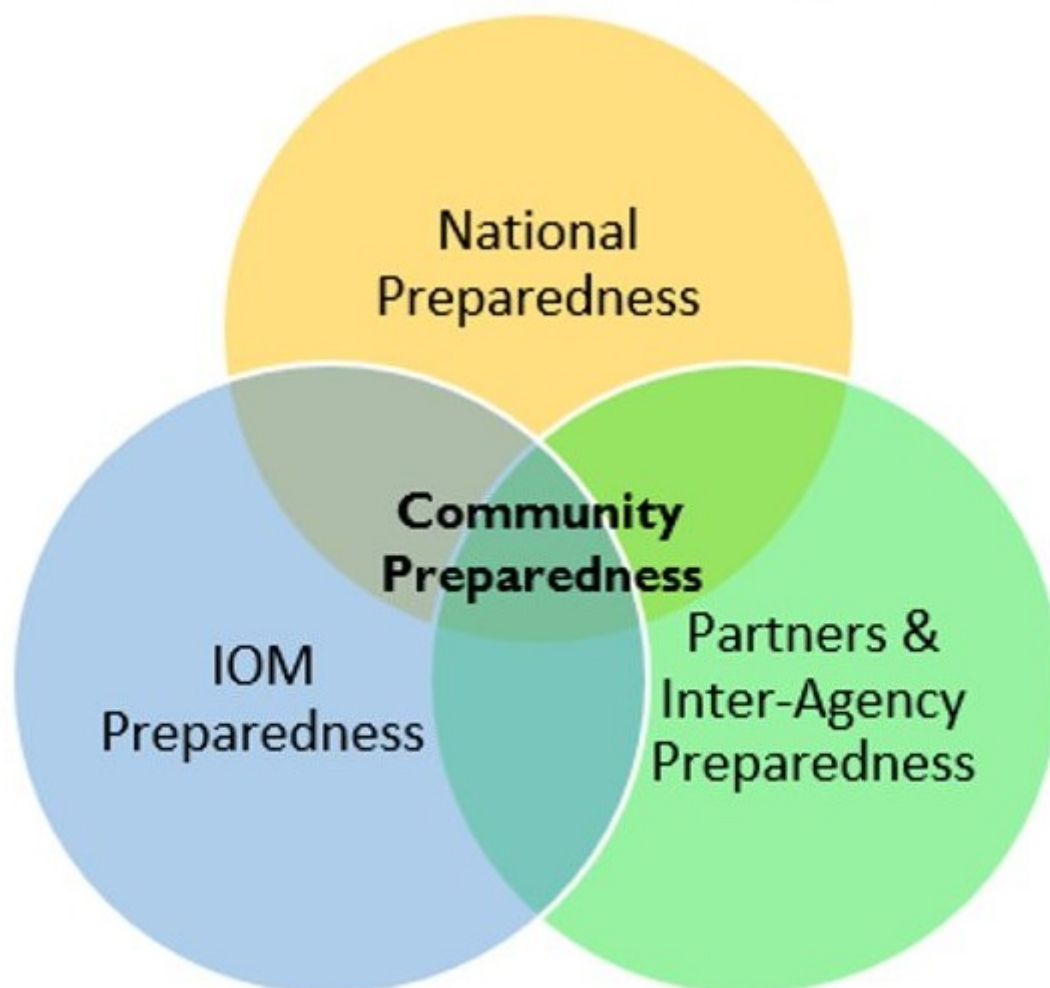 National
Preparedness
Community
Preparedness
IOM
Preparedness
Partners &
Inter-Agency
Preparedness